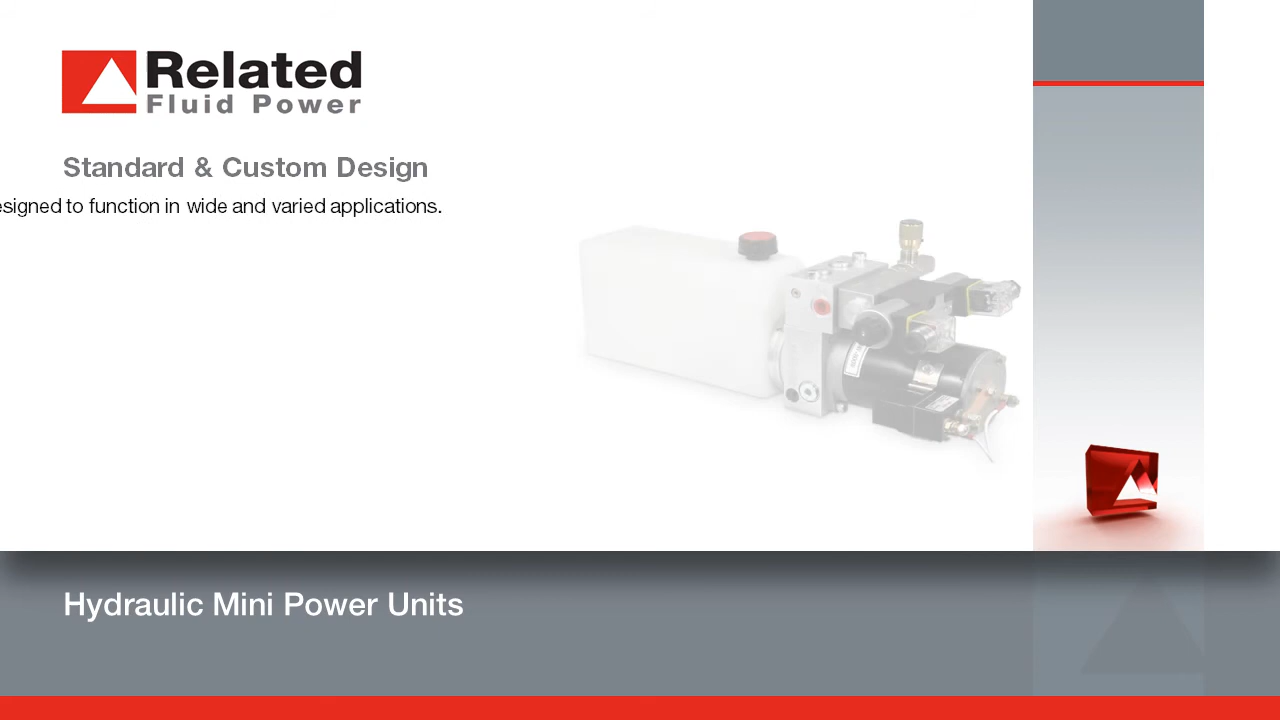 Related
Fluid Power
Standard & Custom Design
esigned to function in wide and varied applications.
Hydraulic Mini Power Units